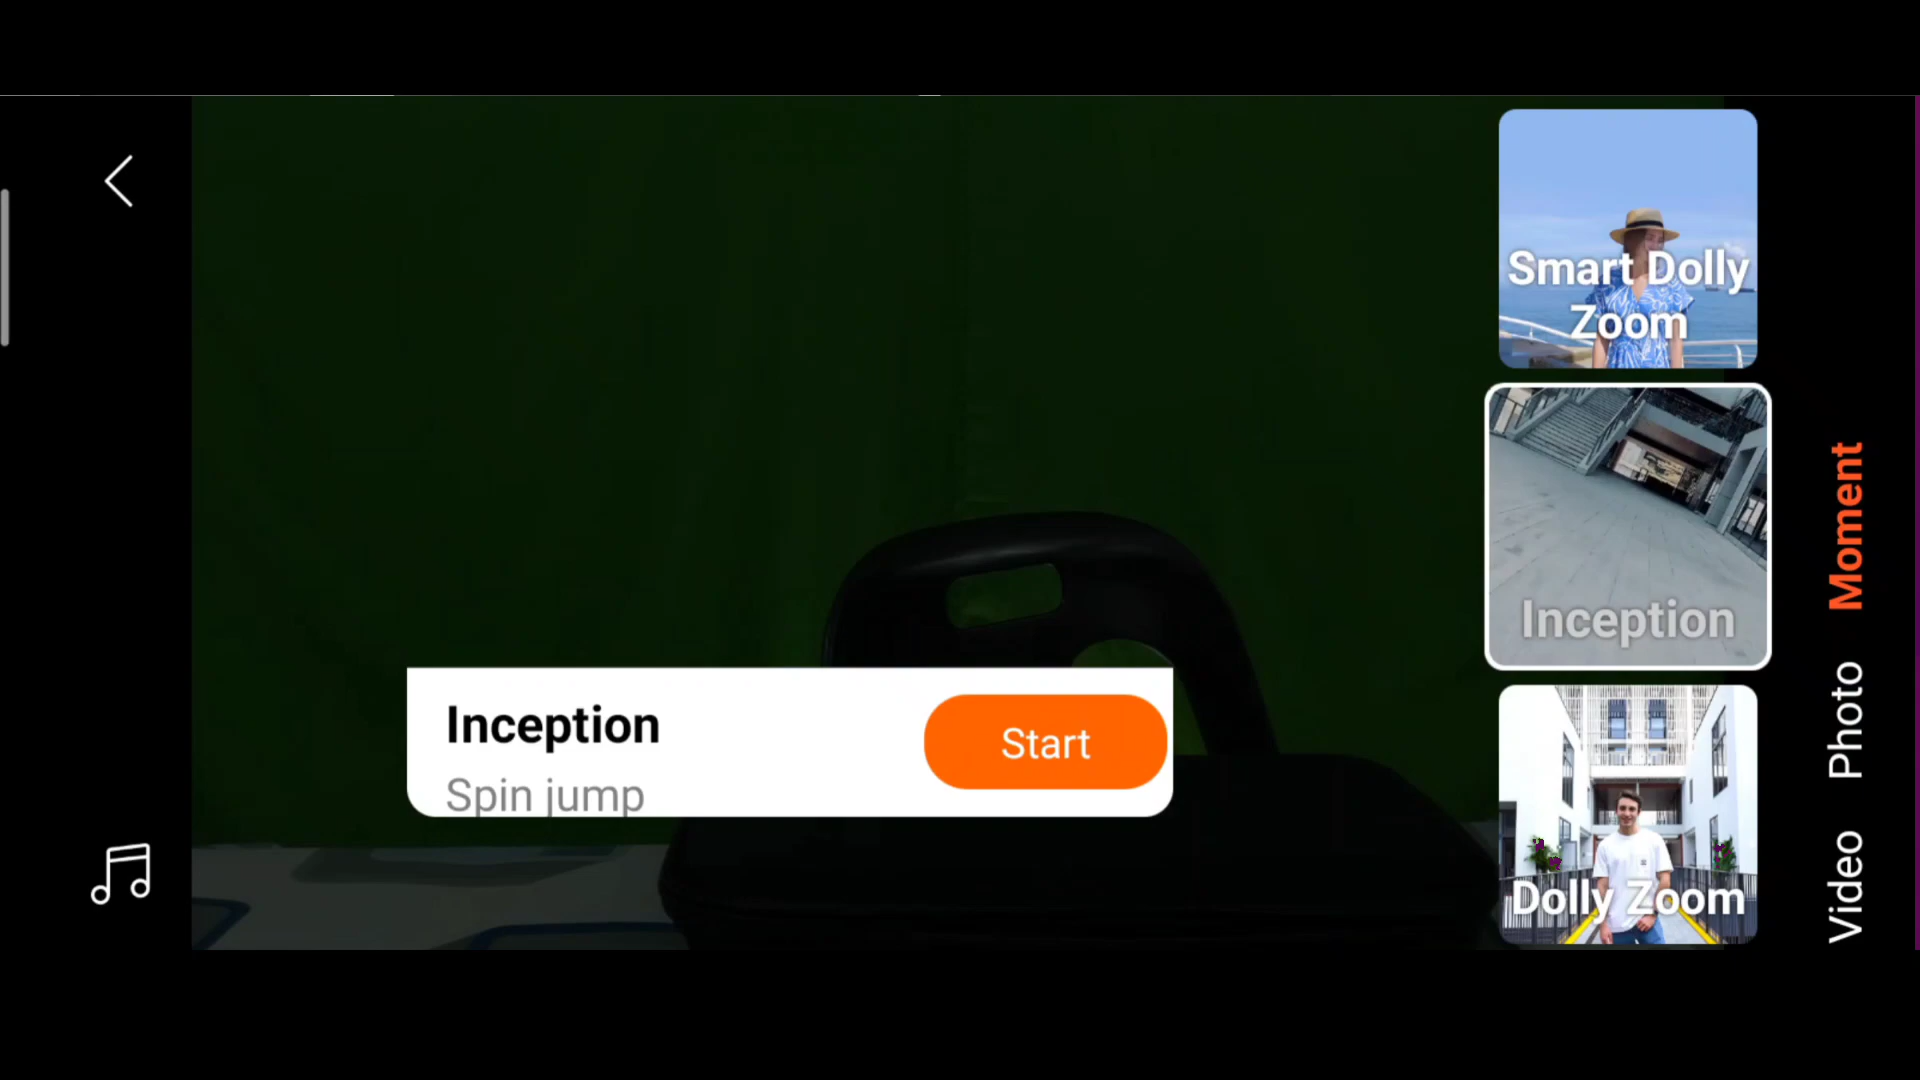 Smart Dolly
Zoom
Inception
Dolly Zoom
Inception
Spin jump
Start
Moment
Photo
Video